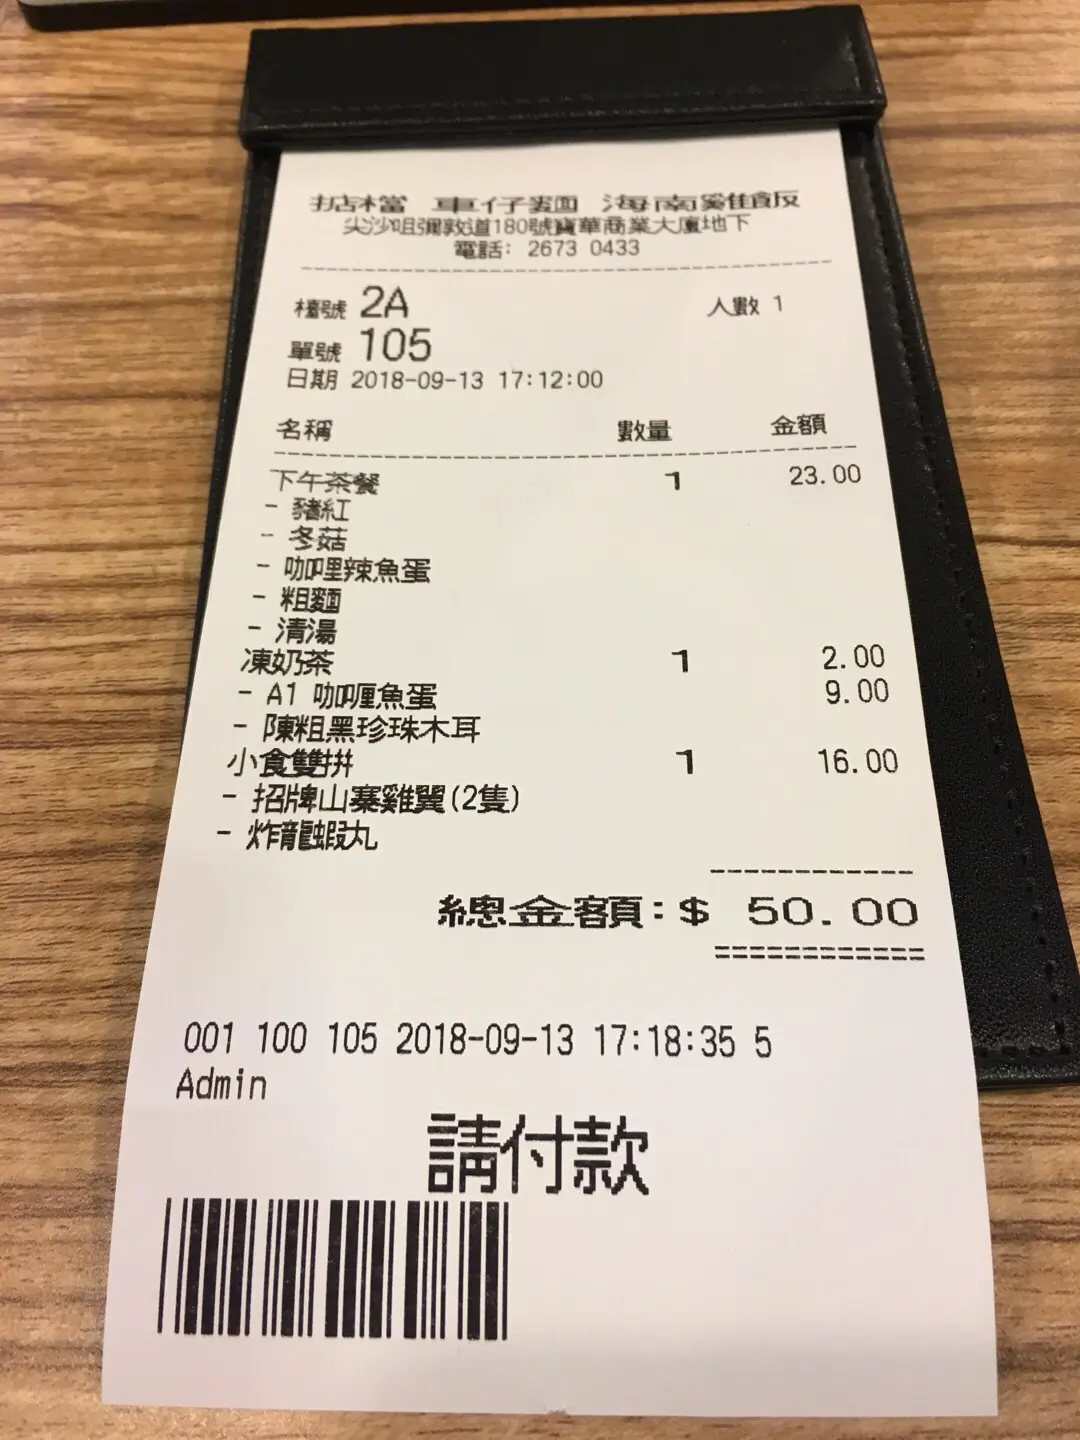 掂檔 車仔麵 海南雞飯
尖沙咀彌敦道180號寶華商業大廈地下
電話: 2673 0433
檯號 2A 人數 1
單號 105
日期 2018-09-13 17:12:00
名稱 數量 金額
下午茶餐 1 23.00
- 豬紅
- 冬菇
- 咖哩辣魚蛋
- 粗麵
- 清湯
凍奶茶 1 2.00
- A1 咖喱魚蛋 9.00
- 陳粗黑珍珠木耳
小食雙拼 1 16.00
- 招牌山寨雞翼(2隻)
- 炸龍蝦丸
總金額:$ 50.00
001 100 105 2018-09-13 17:18:35 5
Admin
請付款